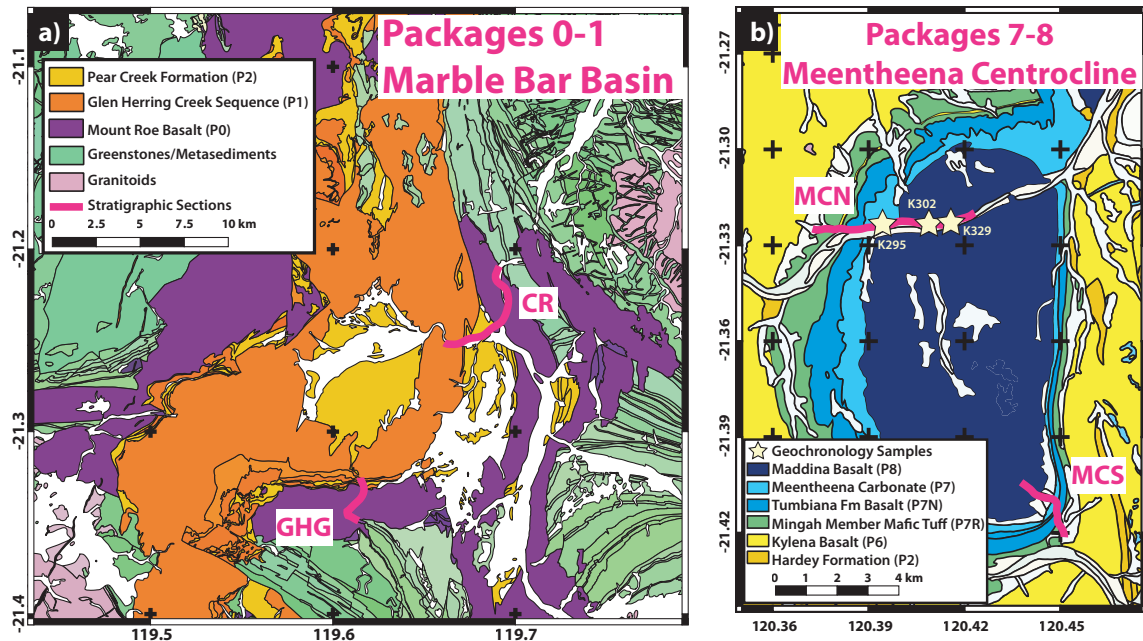 a)
Packages 0-1
Marble Bar Basin
Pear Creek Formation (P2)
Glen Herring Creek Sequence (P1)
Mount Roe Basalt (P0)
Greenstones/Metasediments
Granitoids
Stratigraphic Sections
0 2.5 5 7.5 10 km
CR
GHG
-21.1
-21.2
-21.3
-21.4
119.5 119.6 119.7
b)
Packages 7-8
Meentheena Centrocline
MCN
K302
K295
K329
MCS
Geochronology Samples
Maddina Basalt (P8)
Meentheena Carbonate (P7)
Tumbiana Fm Basalt (P7N)
Mingah Member Mafic Tuff (P7R)
Kylena Basalt (P6)
Hardey Formation (P2)
0 1 2 3 4 km
-21.27
-21.30
-21.33
-21.36
-21.39
-21.42
120.36 120.39 120.42 120.45